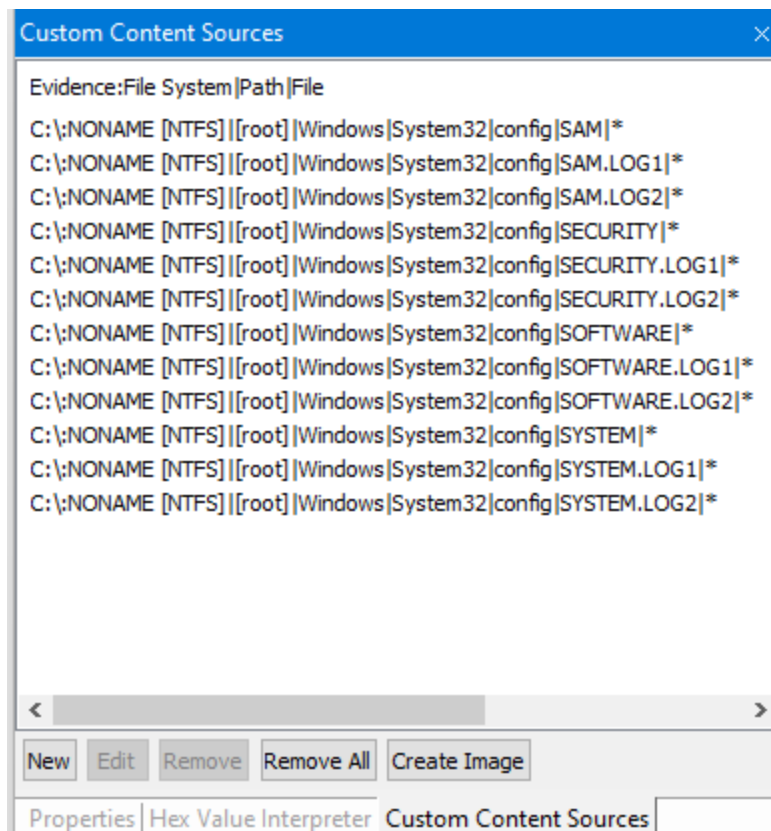 Custom Content Sources
Evidence:File System|Path|File
C:\:NONAME [NTFS]|[root]|Windows|System32|config|SAM|*
C:\:NONAME [NTFS]|[root]|Windows|System32|config|SAM.LOG1|*
C:\:NONAME [NTFS]|[root]|Windows|System32|config|SAM.LOG2|*
C:\:NONAME [NTFS]|[root]|Windows|System32|config|SECURITY|*
C:\:NONAME [NTFS]|[root]|Windows|System32|config|SECURITY.LOG1|*
C:\:NONAME [NTFS]|[root]|Windows|System32|config|SECURITY.LOG2|*
C:\:NONAME [NTFS]|[root]|Windows|System32|config|SOFTWARE|*
C:\:NONAME [NTFS]|[root]|Windows|System32|config|SOFTWARE.LOG1|*
C:\:NONAME [NTFS]|[root]|Windows|System32|config|SOFTWARE.LOG2|*
C:\:NONAME [NTFS]|[root]|Windows|System32|config|SYSTEM|*
C:\:NONAME [NTFS]|[root]|Windows|System32|config|SYSTEM.LOG1|*
C:\:NONAME [NTFS]|[root]|Windows|System32|config|SYSTEM.LOG2|*
New Edit Remove Remove All Create Image
Properties Hex Value Interpreter Custom Content Sources